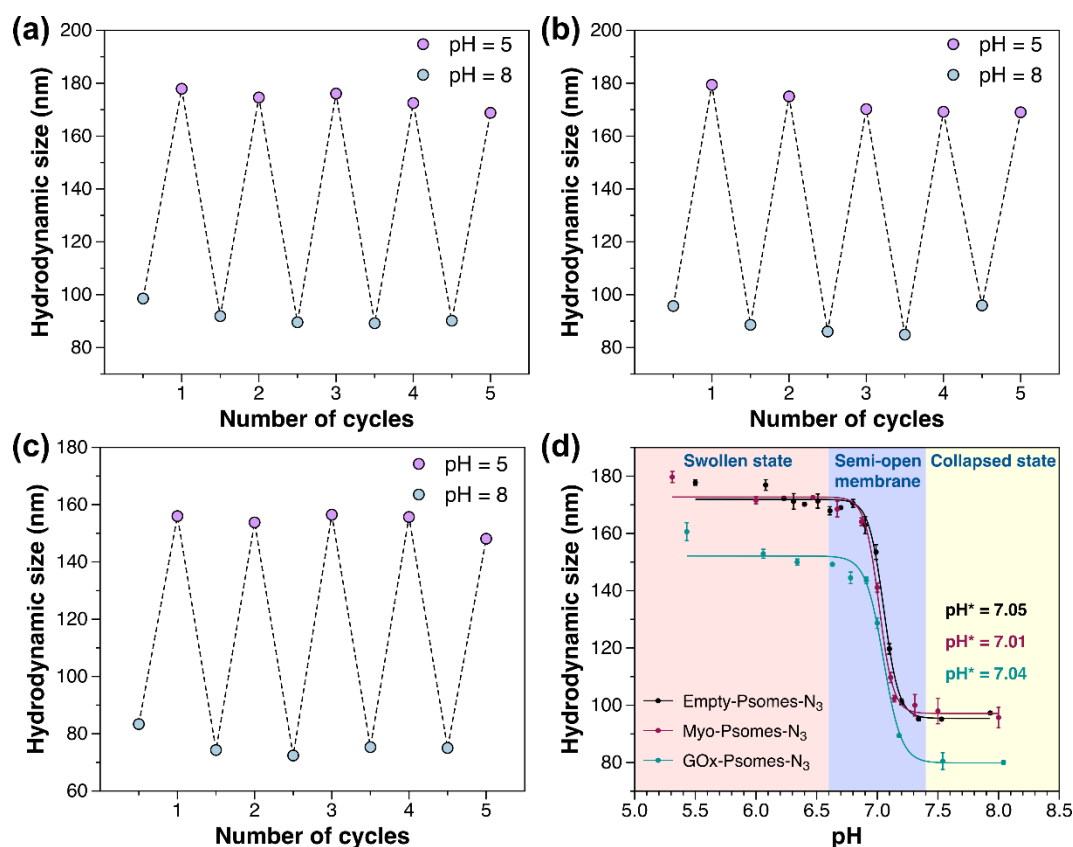 (a)
200
180
160
140
120
100
80
Hydrodynamic size (nm)
pH = 5
pH = 8
1 2 3 4 5
Number of cycles
(b)
200
180
160
140
120
100
80
Hydrodynamic size (nm)
pH = 5
pH = 8
1 2 3 4 5
Number of cycles
(c)
180
160
140
120
100
80
60
Hydrodynamic size (nm)
pH = 5
pH = 8
1 2 3 4 5
Number of cycles
(d)
180
160
140
120
100
80
Hydrodynamic size (nm)
Swollen state
Semi-open
membrane
Collapsed state
pH* = 7.05
pH* = 7.01
pH* = 7.04
Empty-Psomes-N₃
Myo-Psomes-N₃
GOx-Psomes-N₃
5.0 5.5 6.0 6.5 7.0 7.5 8.0 8.5
pH